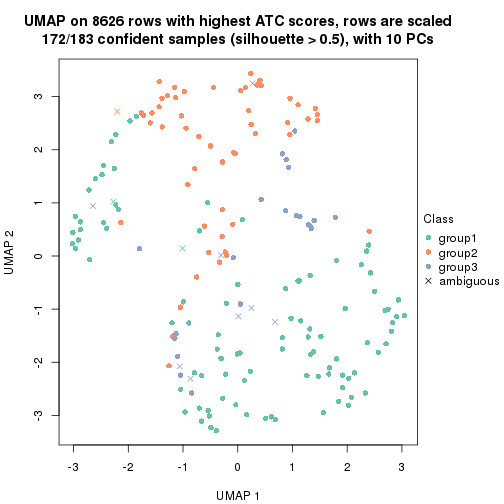 UMAP on 8626 rows with highest ATC scores, rows are scaled
172/183 confident samples (silhouette > 0.5), with 10 PCs
3
2
1
0
-1
-2
-3
UMAP 2
-3
-2
-1
0
1
2
3
UMAP 1
Class
group1
group2
group3
ambiguous